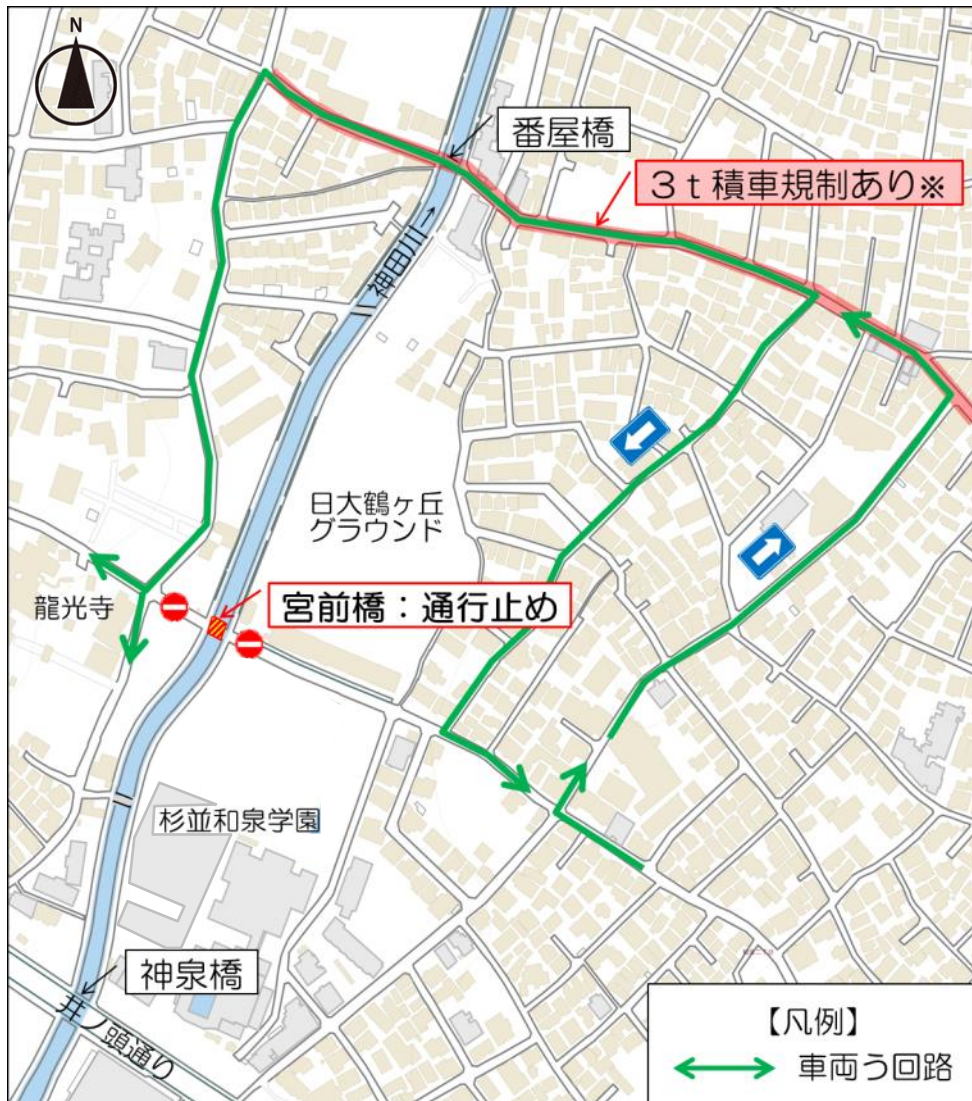 N
番屋橋
3t積車規制あり※
神田川→
日大鶴ヶ丘
グラウンド
宮前橋：通行止め
龍光寺
杉並和泉学園
神泉橋
井ノ頭通り
【凡例】
車両う回路